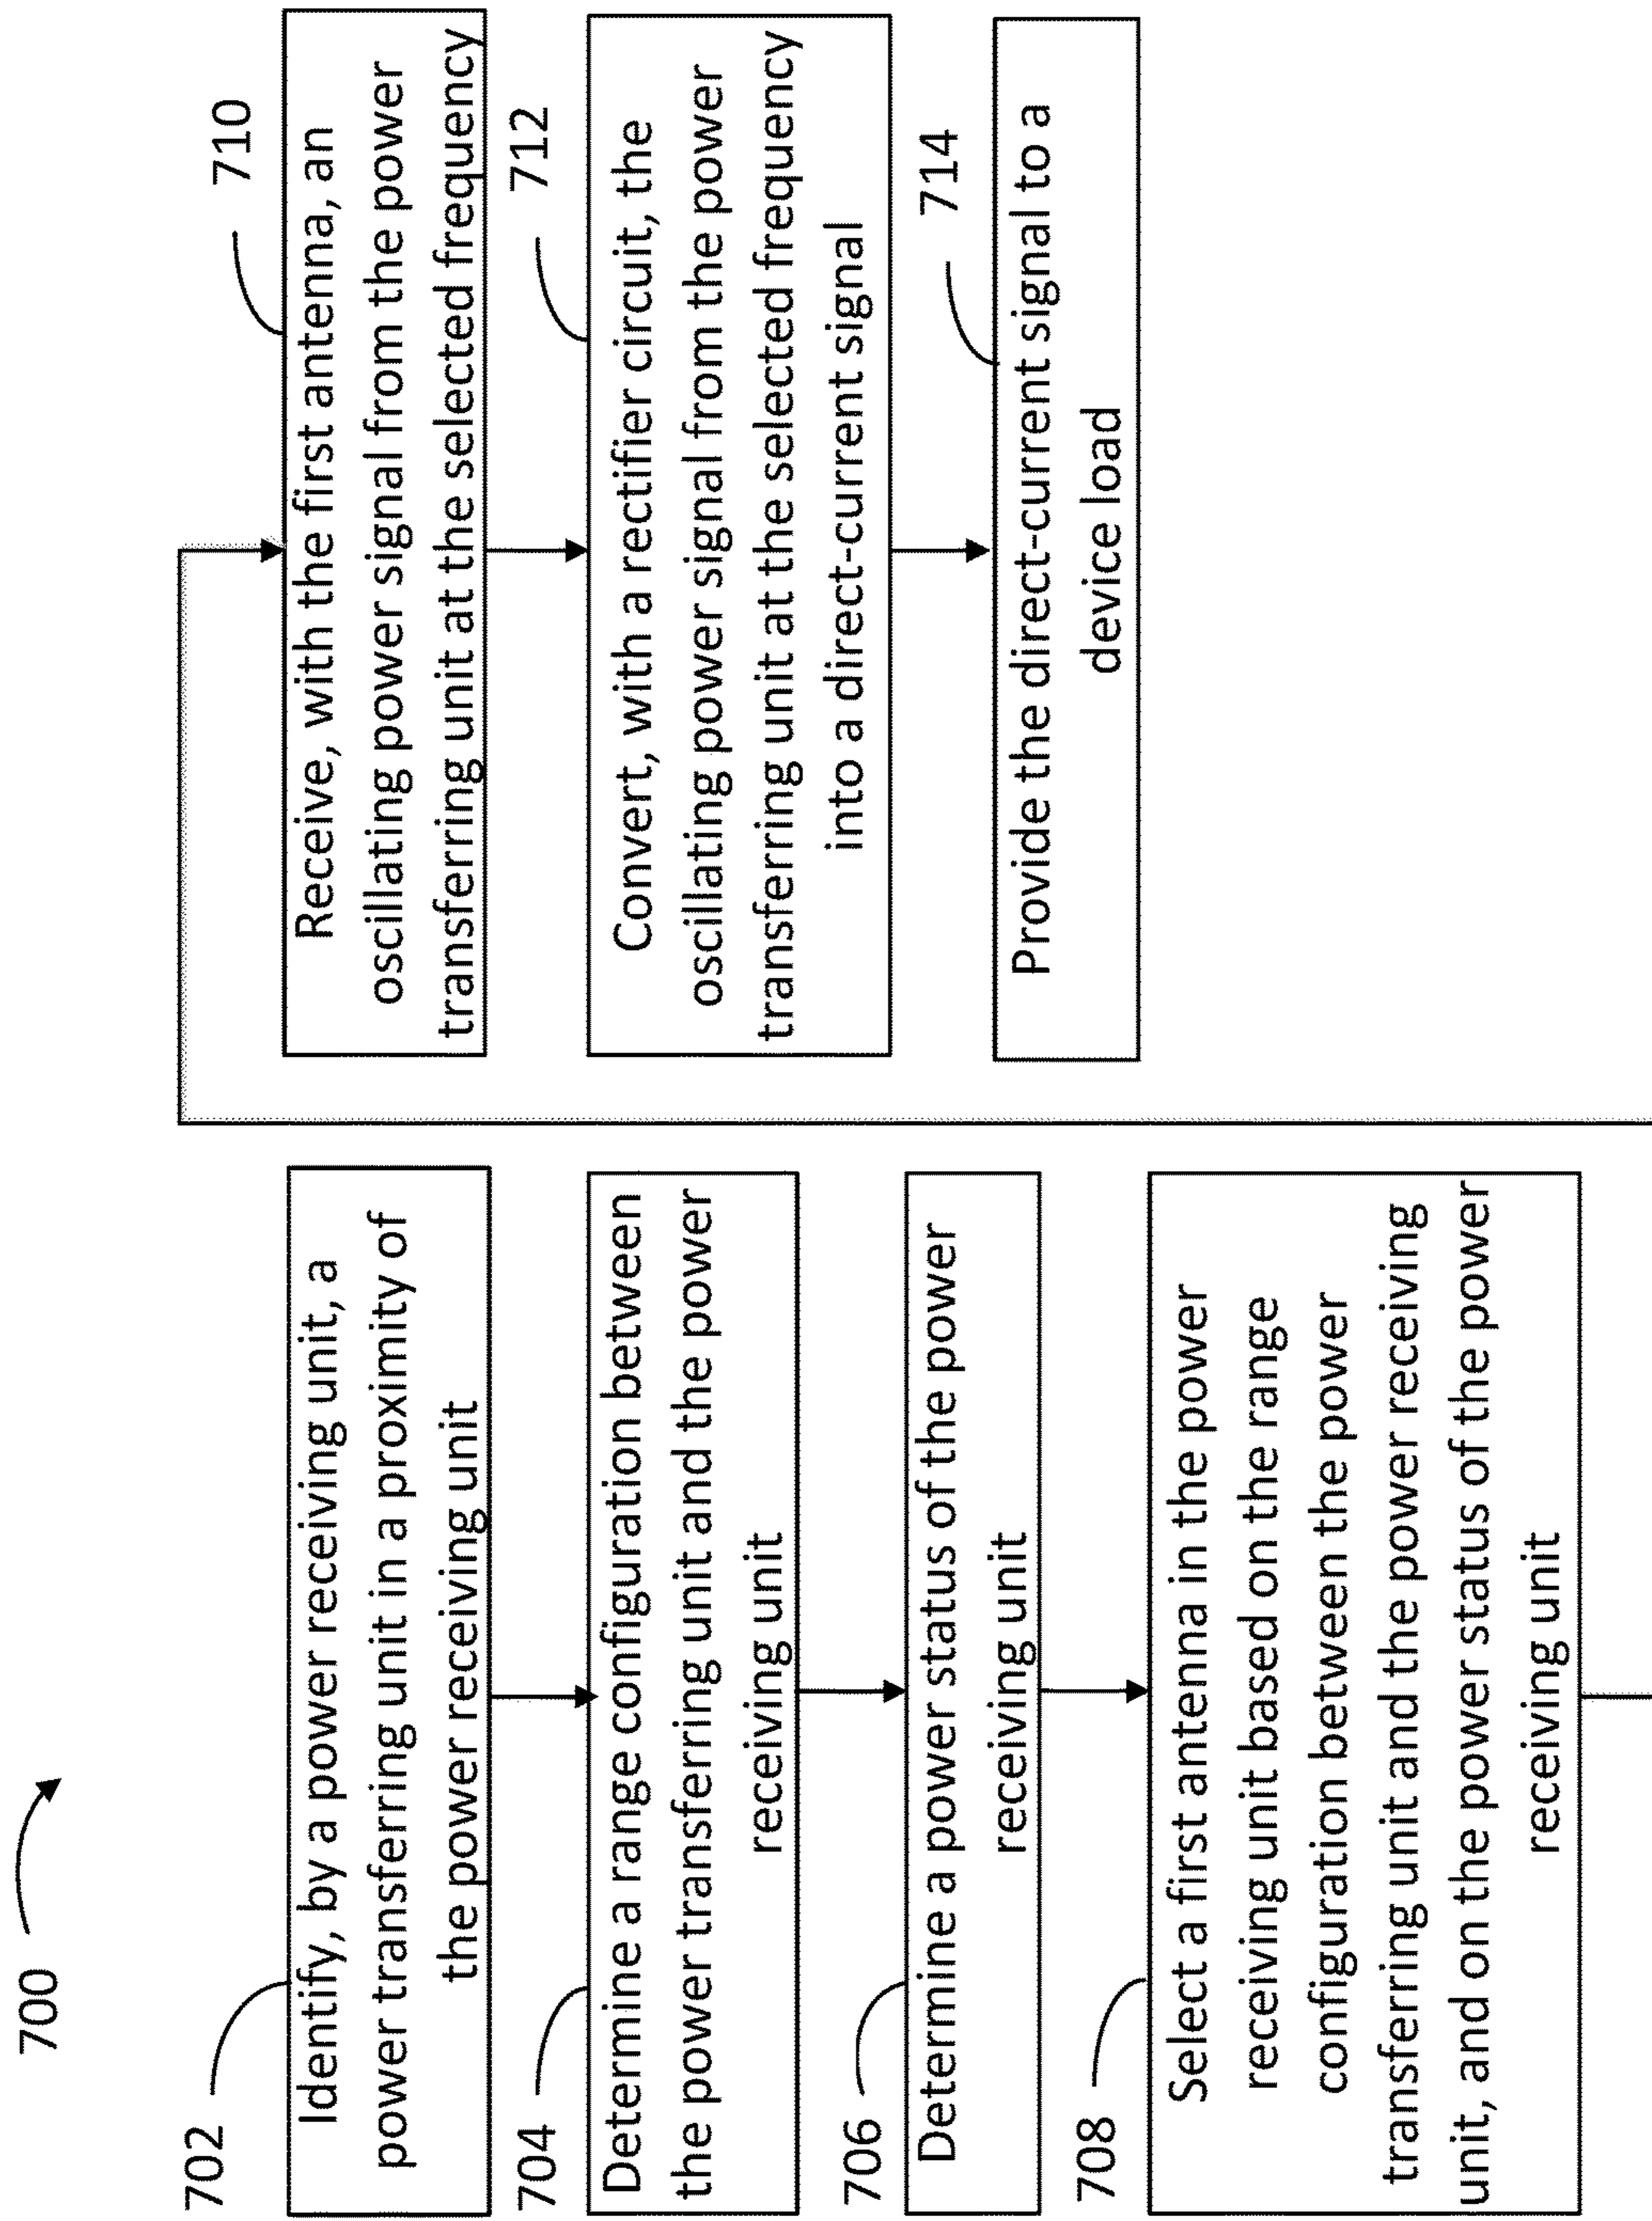 700
702
Identify, by a power receiving unit, a
power transferring unit in a proximity of
the power receiving unit
704
Determine a range configuration between
the power transferring unit and the power
receiving unit
706
Determine a power status of the power
receiving unit
708
Select a first antenna in the power
receiving unit based on the range
configuration between the power
transferring unit and the power receiving
unit, and on the power status of the power
receiving unit
710
Receive, with the first antenna, an
oscillating power signal from the power
transferring unit at the selected frequency
712
Convert, with a rectifier circuit, the
oscillating power signal from the power
transferring unit at the selected frequency
into a direct-current signal
714
Provide the direct-current signal to a
device load